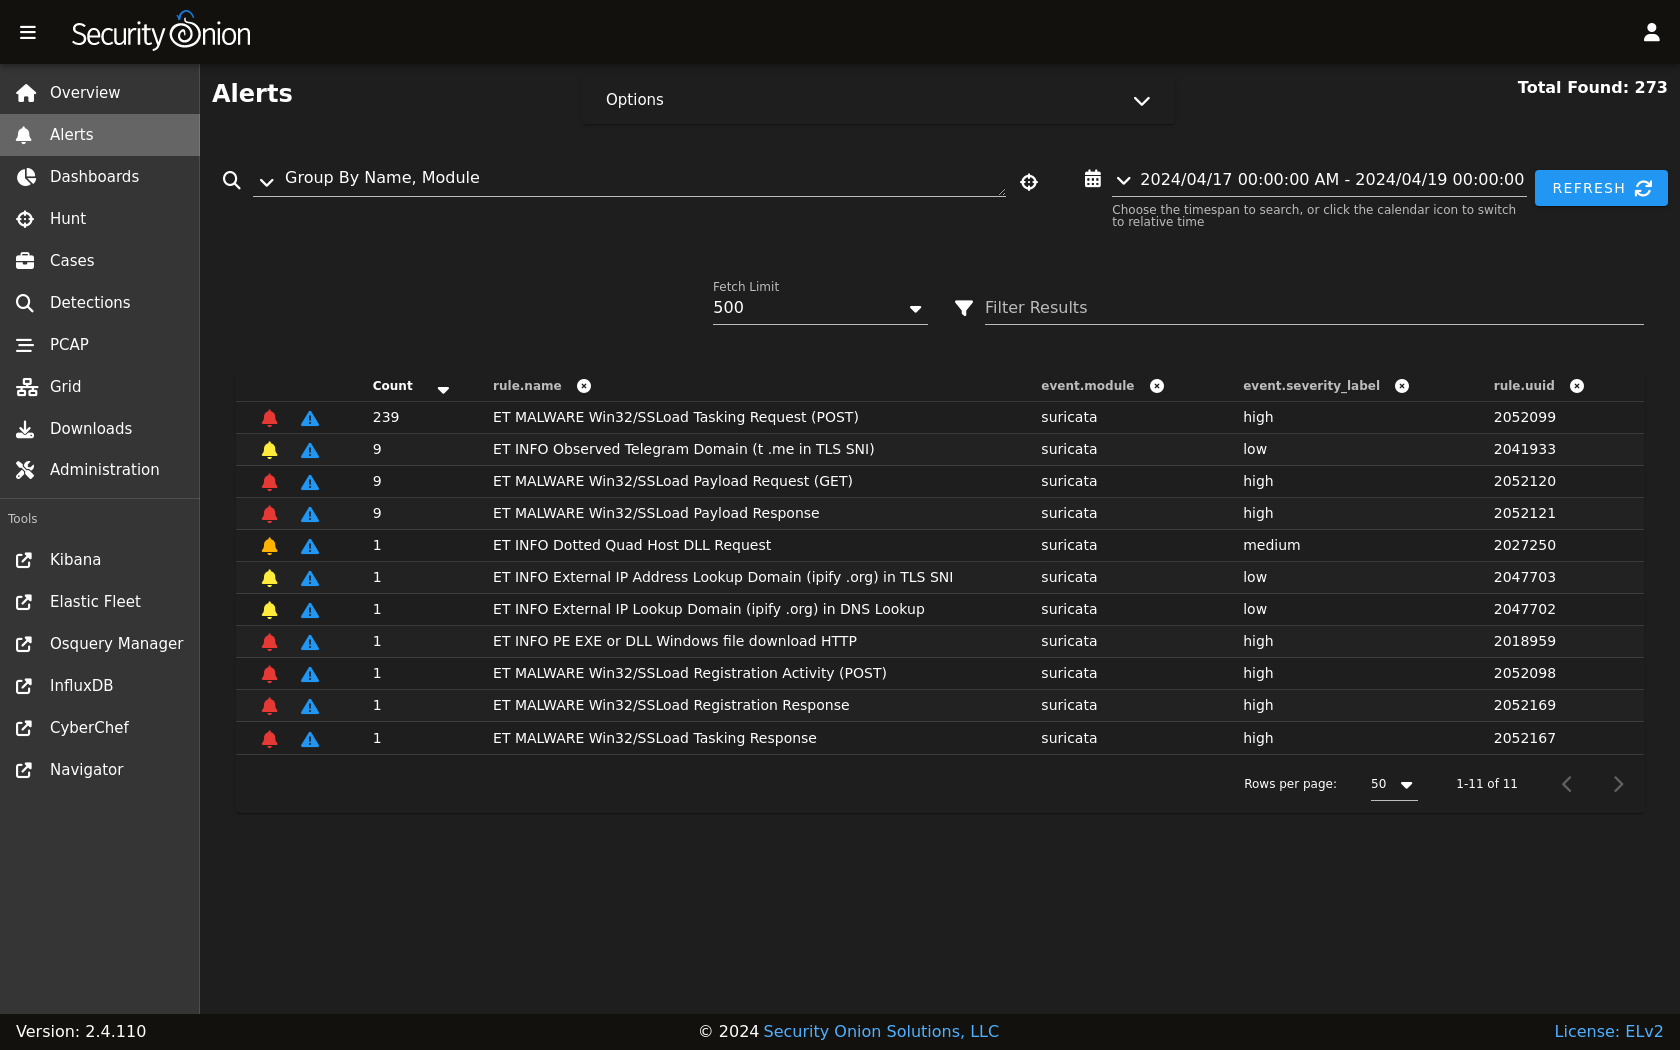 Security Onion
Overview
Alerts
Dashboards
Hunt
Cases
Detections
PCAP
Grid
Downloads
Administration
Tools
Kibana
Elastic Fleet
Osquery Manager
InfluxDB
CyberChef
Navigator
Alerts
Options
Total Found: 273
Group By Name, Module
2024/04/17 00:00:00 AM - 2024/04/19 00:00:00
REFRESH
Choose the timespan to search, or click the calendar icon to switch
to relative time
Fetch Limit
500
Filter Results
Count rule.name event.module event.severity_label rule.uuid
239 ET MALWARE Win32/SSLoad Tasking Request (POST) suricata high 2052099
9 ET INFO Observed Telegram Domain (t .me in TLS SNI) suricata low 2041933
9 ET MALWARE Win32/SSLoad Payload Request (GET) suricata high 2052120
9 ET MALWARE Win32/SSLoad Payload Response suricata high 2052121
1 ET INFO Dotted Quad Host DLL Request suricata medium 2027250
1 ET INFO External IP Address Lookup Domain (ipify .org) in TLS SNI suricata low 2047703
1 ET INFO External IP Lookup Domain (ipify .org) in DNS Lookup suricata low 2047702
1 ET INFO PE EXE or DLL Windows file download HTTP suricata high 2018959
1 ET MALWARE Win32/SSLoad Registration Activity (POST) suricata high 2052098
1 ET MALWARE Win32/SSLoad Registration Response suricata high 2052169
1 ET MALWARE Win32/SSLoad Tasking Response suricata high 2052167
Rows per page: 50 1-11 of 11
Version: 2.4.110
© 2024 Security Onion Solutions, LLC
License: ELv2